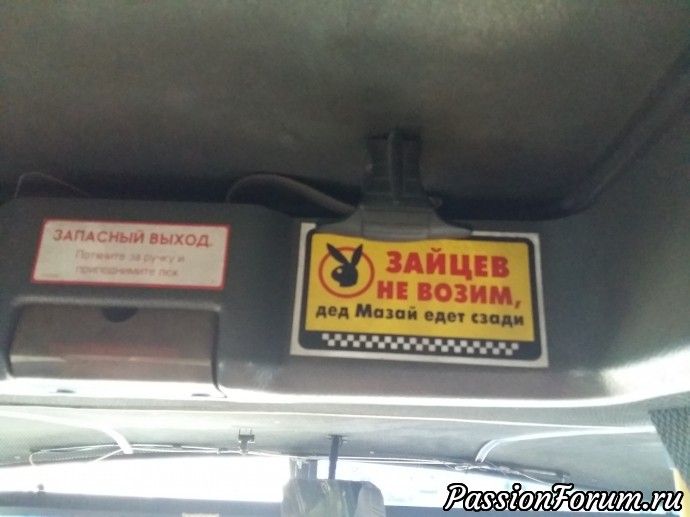 ЗАПАСНЫЙ ВЫХОД.
Потяните за ручку и
приподнимите люк
ЗАЙЦЕВ
НЕ ВОЗИМ,
дед Мазай едет сзади
PassionForum.ru